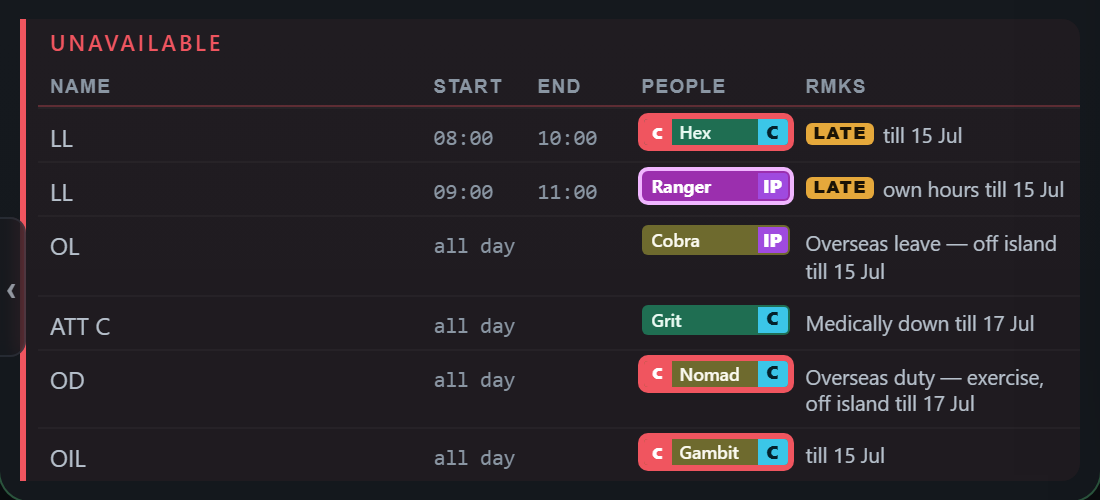 UNAVAILABLE
NAME START END PEOPLE RMKS
LL 08:00 10:00 C Hex C LATE till 15 Jul
LL 09:00 11:00 Ranger IP LATE own hours till 15 Jul
OL all day Cobra IP Overseas leave — off island
till 15 Jul
ATT C all day Grit C Medically down till 17 Jul
OD all day C Nomad C Overseas duty — exercise,
off island till 17 Jul
OIL all day C Gambit C till 15 Jul